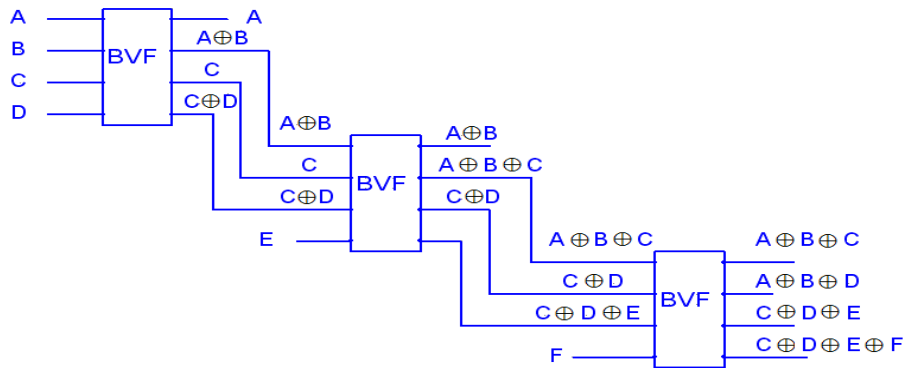 A A
A⊕B
B BVF
C C
C⊕D
D
A⊕B A⊕B
C A ⊕ B ⊕ C
BVF
C⊕D C⊕D
E
A ⊕ B ⊕ C A ⊕ B ⊕ C
C ⊕ D A ⊕ B ⊕ D
BVF
C ⊕ D ⊕ E C ⊕ D ⊕ E
F C ⊕ D ⊕ E ⊕ F